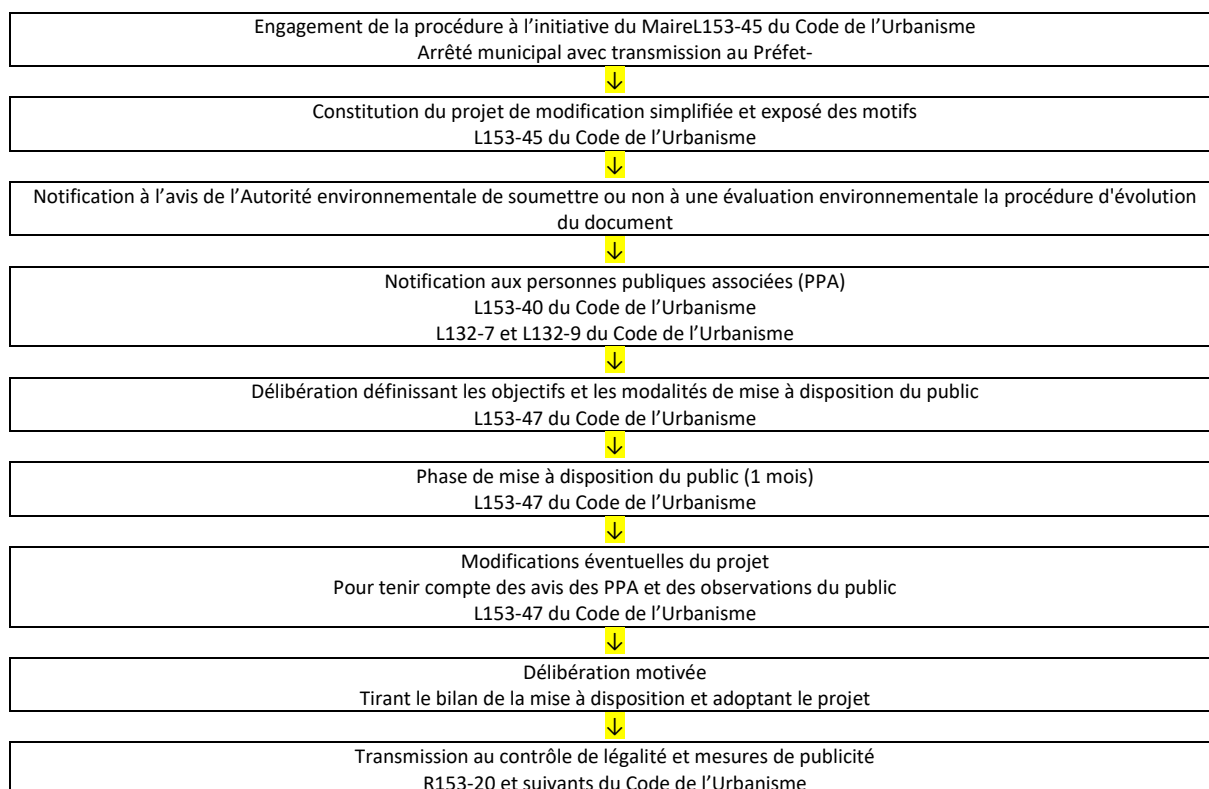 Engagement de la procédure à l’initiative du MaireL153-45 du Code de l’Urbanisme
Arrêté municipal avec transmission au Préfet-
↓
Constitution du projet de modification simplifiée et exposé des motifs
L153-45 du Code de l’Urbanisme
↓
Notification à l’avis de l’Autorité environnementale de soumettre ou non à une évaluation environnementale la procédure d'évolution
du document
↓
Notification aux personnes publiques associées (PPA)
L153-40 du Code de l’Urbanisme
L132-7 et L132-9 du Code de l’Urbanisme
↓
Délibération définissant les objectifs et les modalités de mise à disposition du public
L153-47 du Code de l’Urbanisme
↓
Phase de mise à disposition du public (1 mois)
L153-47 du Code de l’Urbanisme
↓
Modifications éventuelles du projet
Pour tenir compte des avis des PPA et des observations du public
L153-47 du Code de l’Urbanisme
↓
Délibération motivée
Tirant le bilan de la mise à disposition et adoptant le projet
↓
Transmission au contrôle de légalité et mesures de publicité
R153-20 et suivants du Code de l’Urbanisme